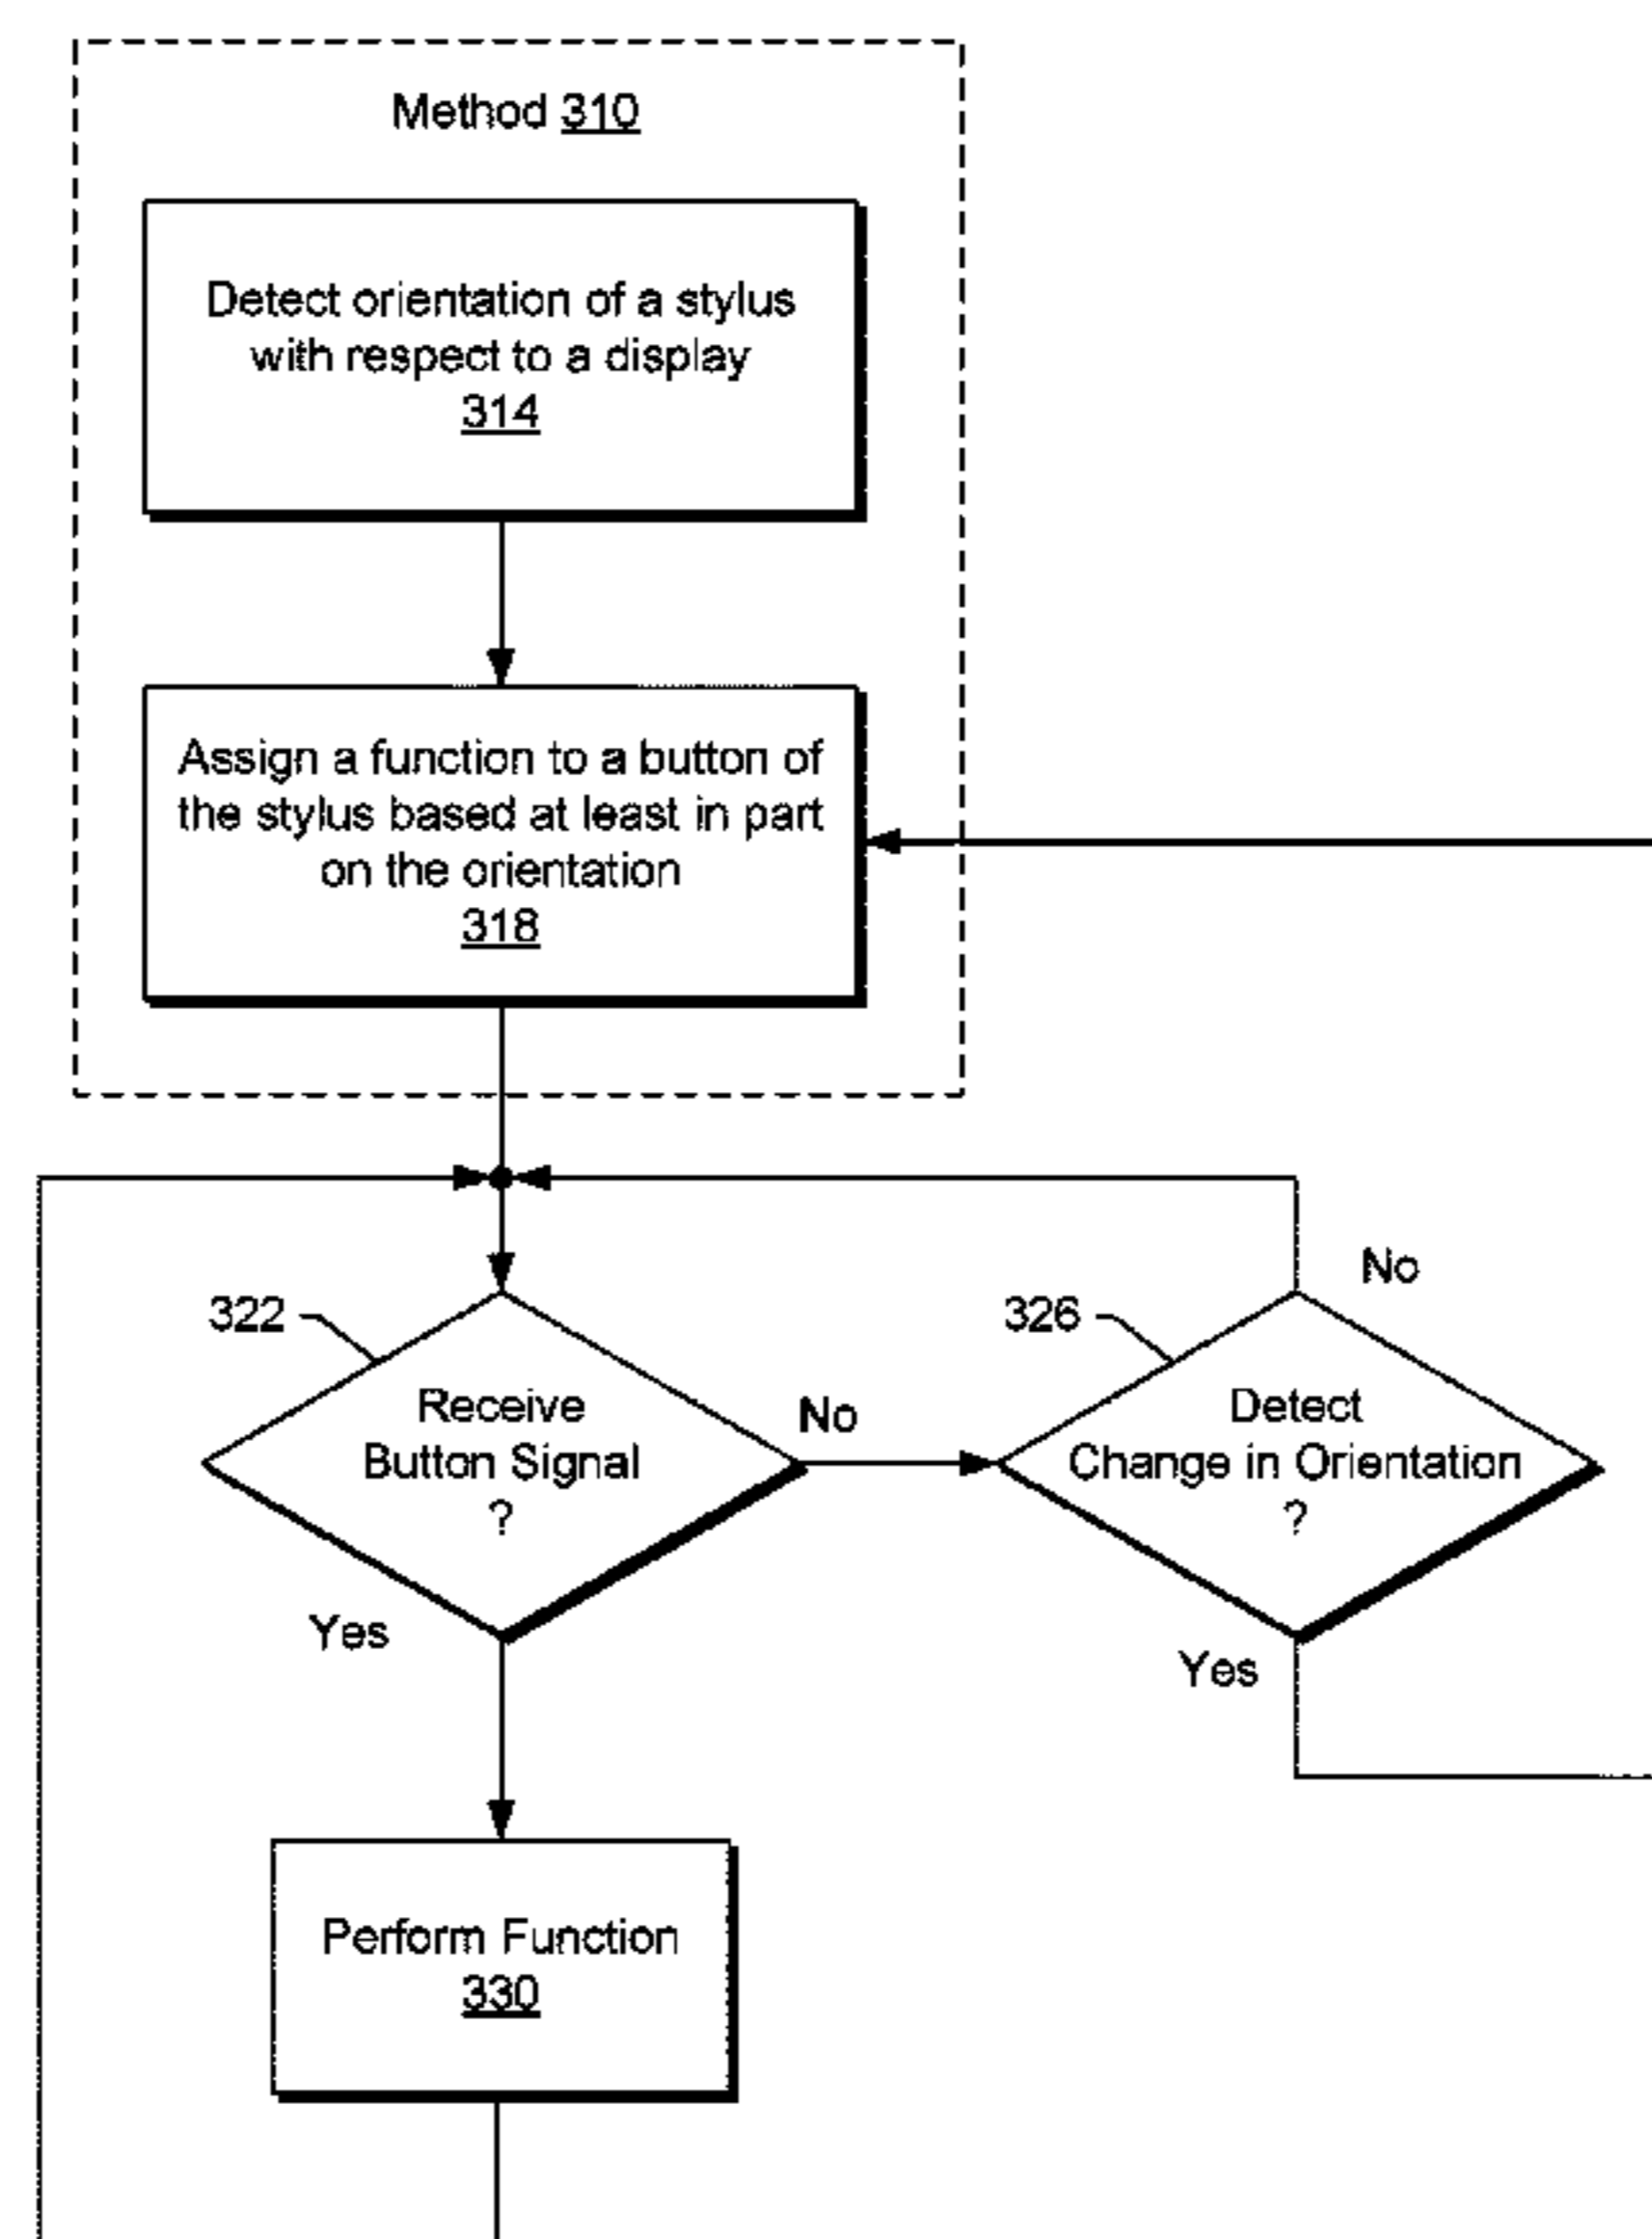 Method 310
Detect orientation of a stylus
with respect to a display
314
Assign a function to a button of
the stylus based at least in part
on the orientation
318
No
322
326
Receive
Button Signal
?
No
Detect
Change in Orientation
?
Yes
Yes
Perform Function
330